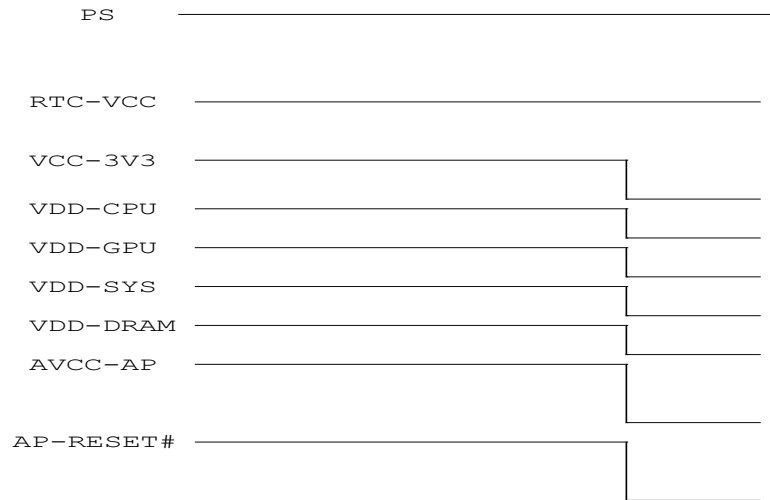 PS
RTC-VCC
VCC-3V3
VDD-CPU
VDD-GPU
VDD-SYS
VDD-DRAM
AVCC-AP
AP-RESET#